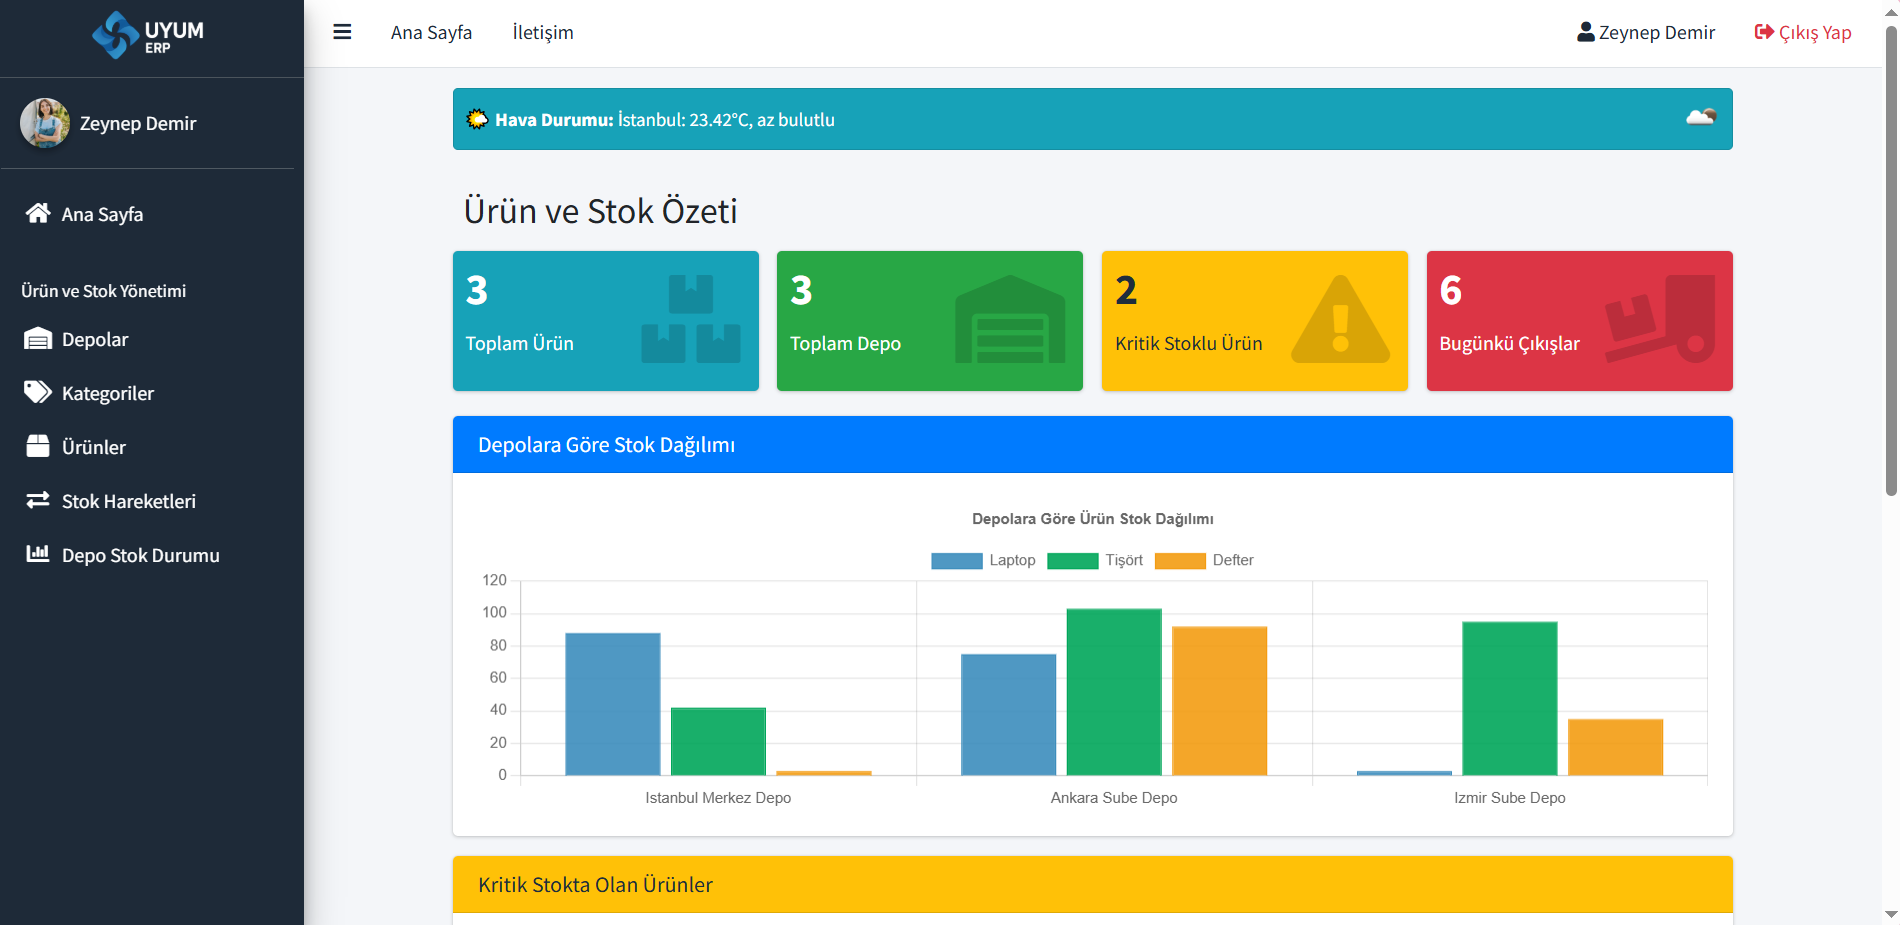 UYUM
ERP
Ana Sayfa
İletişim
Zeynep Demir
Çıkış Yap
Zeynep Demir
Ana Sayfa
Ürün ve Stok Yönetimi
Depolar
Kategoriler
Ürünler
Stok Hareketleri
Depo Stok Durumu
Hava Durumu: İstanbul: 23.42°C, az bulutlu
Ürün ve Stok Özeti
3
Toplam Ürün
3
Toplam Depo
2
Kritik Stoklu Ürün
6
Bugünkü Çıkışlar
Depolara Göre Stok Dağılımı
Depolara Göre Ürün Stok Dağılımı
Laptop Tişört Defter
120
100
80
60
40
20
0
Istanbul Merkez Depo
Ankara Sube Depo
Izmir Sube Depo
Kritik Stokta Olan Ürünler